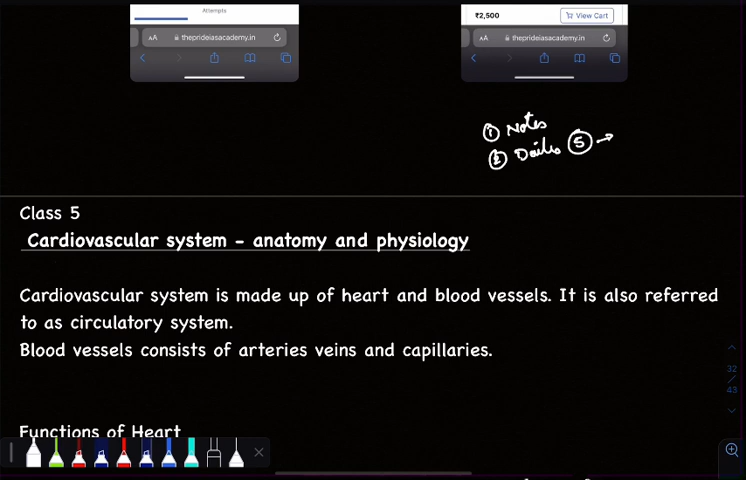 Attempts
₹2,500
View Cart
AA theprideiasacademy.in
AA theprideiasacademy.in
① Notes
② Dailes ⑤ →
Class 5
Cardiovascular system - anatomy and physiology
Cardiovascular system is made up of heart and blood vessels. It is also referred
to as circulatory system.
Blood vessels consists of arteries veins and capillaries.
32
/
43
Functions of Heart